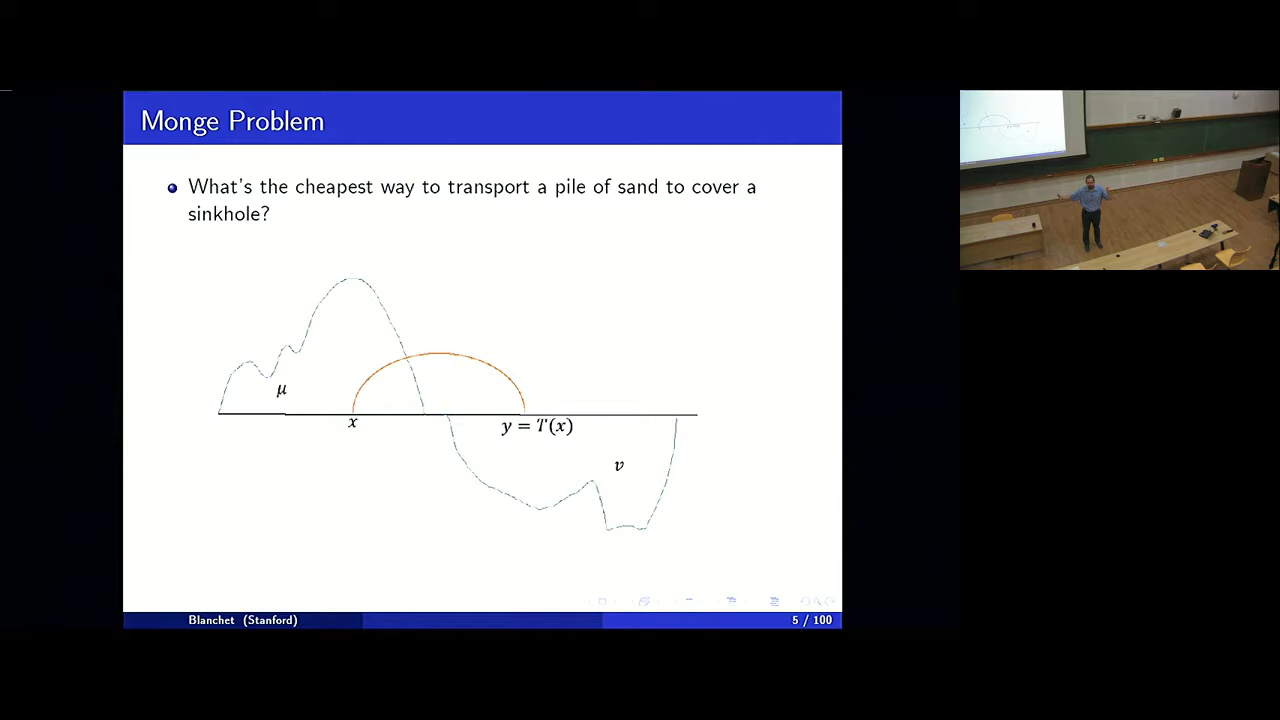 Monge Problem
What's the cheapest way to transport a pile of sand to cover a
sinkhole?
μ
x
y = T(x)
ν
Blanchet (Stanford)
5 / 100